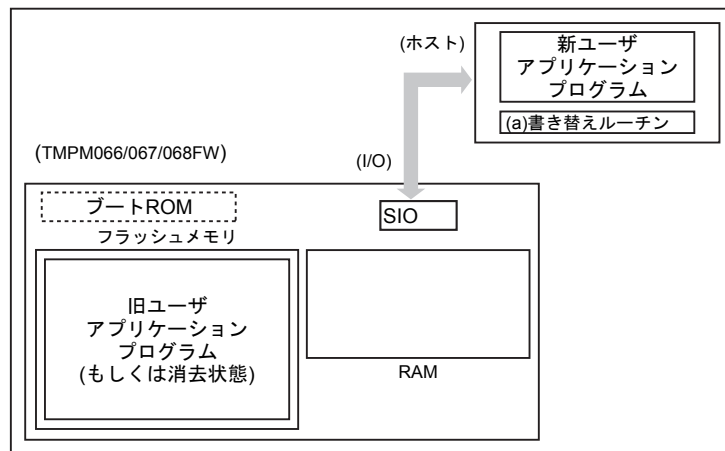 (ホスト)
新ユーザ
アプリケーション
プログラム
(a)書き替えルーチン
(TMPM066/067/068FW)
(I/O)
ブートROM
SIO
フラッシュメモリ
旧ユーザ
アプリケーション
プログラム
(もしくは消去状態)
RAM